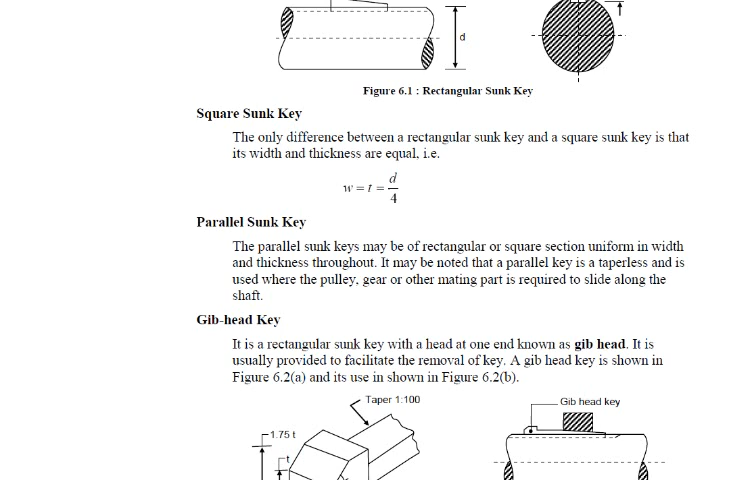 d
Figure 6.1 : Rectangular Sunk Key
Square Sunk Key
The only difference between a rectangular sunk key and a square sunk key is that
its width and thickness are equal, i.e.
w = t = d/4
Parallel Sunk Key
The parallel sunk keys may be of rectangular or square section uniform in width
and thickness throughout. It may be noted that a parallel key is a taperless and is
used where the pulley, gear or other mating part is required to slide along the
shaft.
Gib-head Key
It is a rectangular sunk key with a head at one end known as gib head. It is
usually provided to facilitate the removal of key. A gib head key is shown in
Figure 6.2(a) and its use in shown in Figure 6.2(b).
Taper 1:100
Gib head key
1.75 t
t